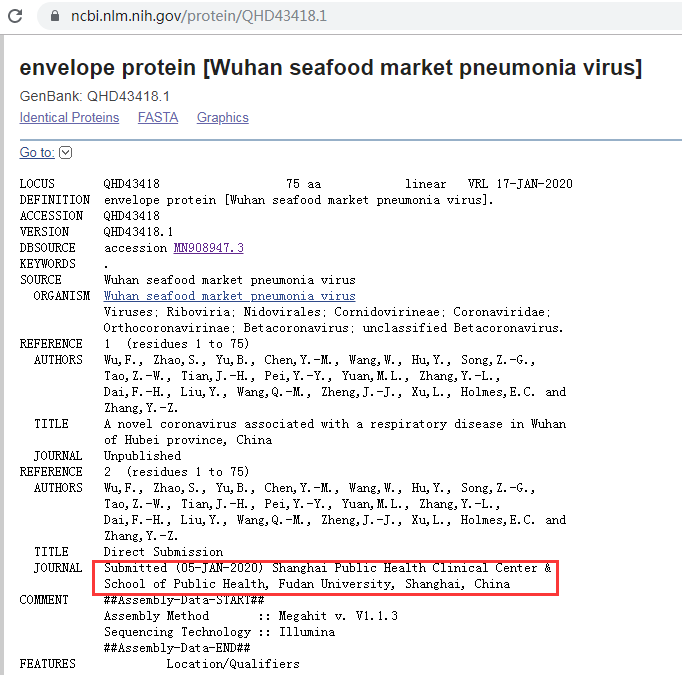 ncbi.nlm.nih.gov/protein/QHD43418.1
envelope protein [Wuhan seafood market pneumonia virus]
GenBank: QHD43418.1
Identical Proteins FASTA Graphics
Go to:
LOCUS QHD43418 75 aa linear VRL 17-JAN-2020
DEFINITION envelope protein [Wuhan seafood market pneumonia virus].
ACCESSION QHD43418
VERSION QHD43418.1
DBSOURCE accession MN908947.3
KEYWORDS .
SOURCE Wuhan seafood market pneumonia virus
ORGANISM Wuhan seafood market pneumonia virus
Viruses; Riboviria; Nidovirales; Cornidovirineae; Coronaviridae;
Orthocoronavirinae; Betacoronavirus; unclassified Betacoronavirus.
REFERENCE 1 (residues 1 to 75)
AUTHORS Wu,F., Zhao,S., Yu,B., Chen,Y.-M., Wang,W., Hu,Y., Song,Z.-G.,
Tao,Z.-W., Tian,J.-H., Pei,Y.-Y., Yuan,M.L., Zhang,Y.-L.,
Dai,F.-H., Liu,Y., Wang,Q.-M., Zheng,J.-J., Xu,L., Holmes,E.C. and
Zhang,Y.-Z.
TITLE A novel coronavirus associated with a respiratory disease in Wuhan
of Hubei province, China
JOURNAL Unpublished
REFERENCE 2 (residues 1 to 75)
AUTHORS Wu,F., Zhao,S., Yu,B., Chen,Y.-M., Wang,W., Hu,Y., Song,Z.-G.,
Tao,Z.-W., Tian,J.-H., Pei,Y.-Y., Yuan,M.L., Zhang,Y.-L.,
Dai,F.-H., Liu,Y., Wang,Q.-M., Zheng,J.-J., Xu,L., Holmes,E.C. and
Zhang,Y.-Z.
TITLE Direct Submission
JOURNAL Submitted (05-JAN-2020) Shanghai Public Health Clinical Center &
School of Public Health, Fudan University, Shanghai, China
COMMENT ##Assembly-Data-START##
Assembly Method :: Megahit v. V1.1.3
Sequencing Technology :: Illumina
##Assembly-Data-END##
FEATURES Location/Qualifiers